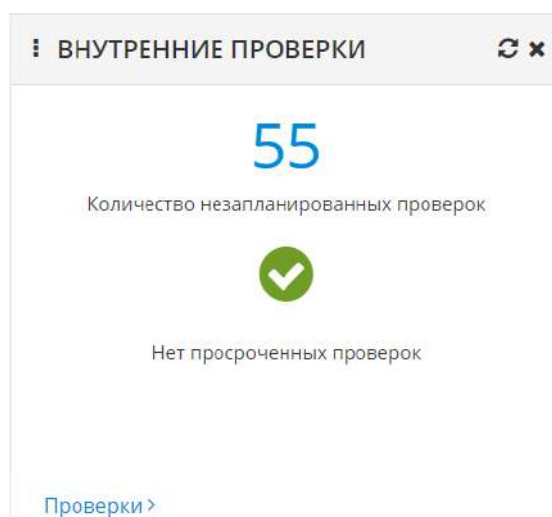 ВНУТРЕННИЕ ПРОВЕРКИ
55
Количество незапланированных проверок
Нет просроченных проверок
Проверки